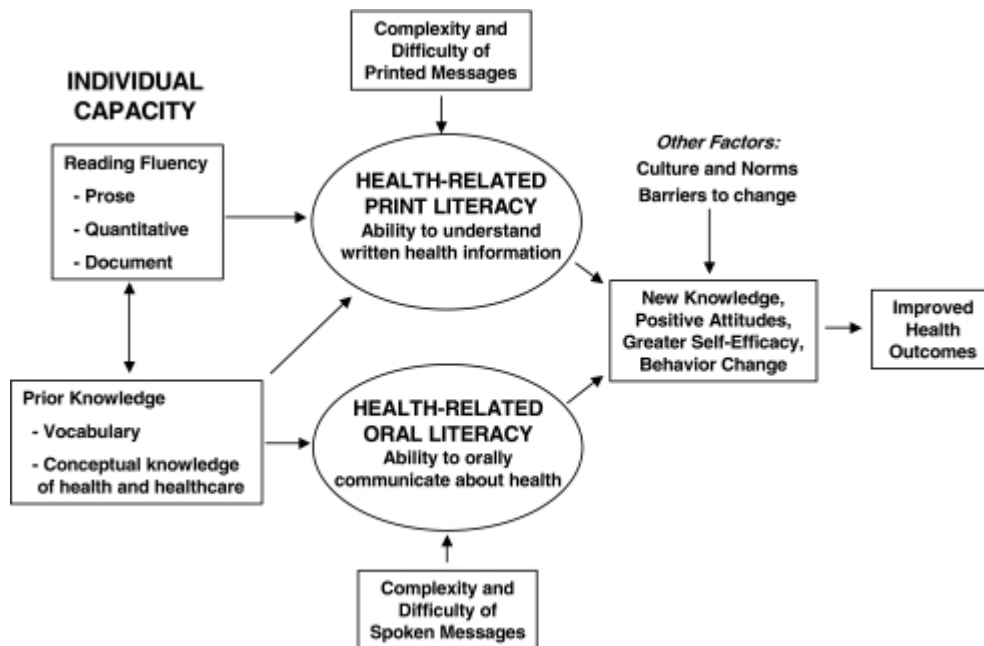 Complexity and
Difficulty of
Printed Messages
INDIVIDUAL
CAPACITY
Reading Fluency
- Prose
- Quantitative
- Document
HEALTH-RELATED
PRINT LITERACY
Ability to understand
written health information
Other Factors:
Culture and Norms
Barriers to change
New Knowledge,
Positive Attitudes,
Greater Self-Efficacy,
Behavior Change
Improved
Health
Outcomes
Prior Knowledge
- Vocabulary
- Conceptual knowledge
of health and healthcare
HEALTH-RELATED
ORAL LITERACY
Ability to orally
communicate about health
Complexity and
Difficulty of
Spoken Messages